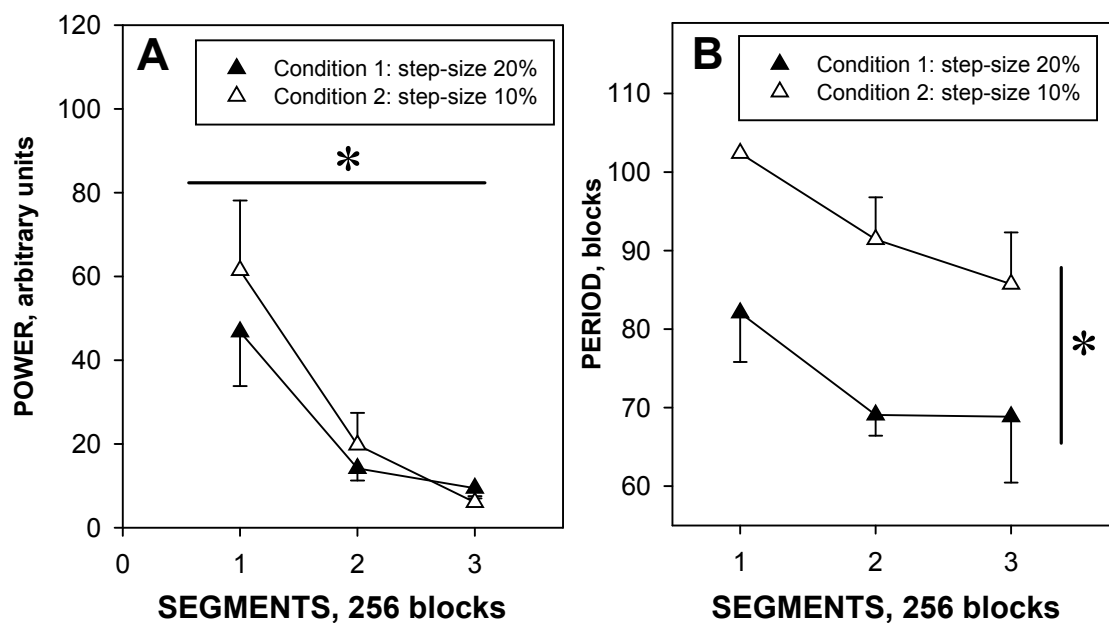 A
Condition 1: step-size 20%
Condition 2: step-size 10%
*
POWER, arbitrary units
120
100
80
60
40
20
0
0 1 2 3
SEGMENTS, 256 blocks
B
Condition 1: step-size 20%
Condition 2: step-size 10%
*
PERIOD, blocks
110
100
90
80
70
60
1 2 3
SEGMENTS, 256 blocks